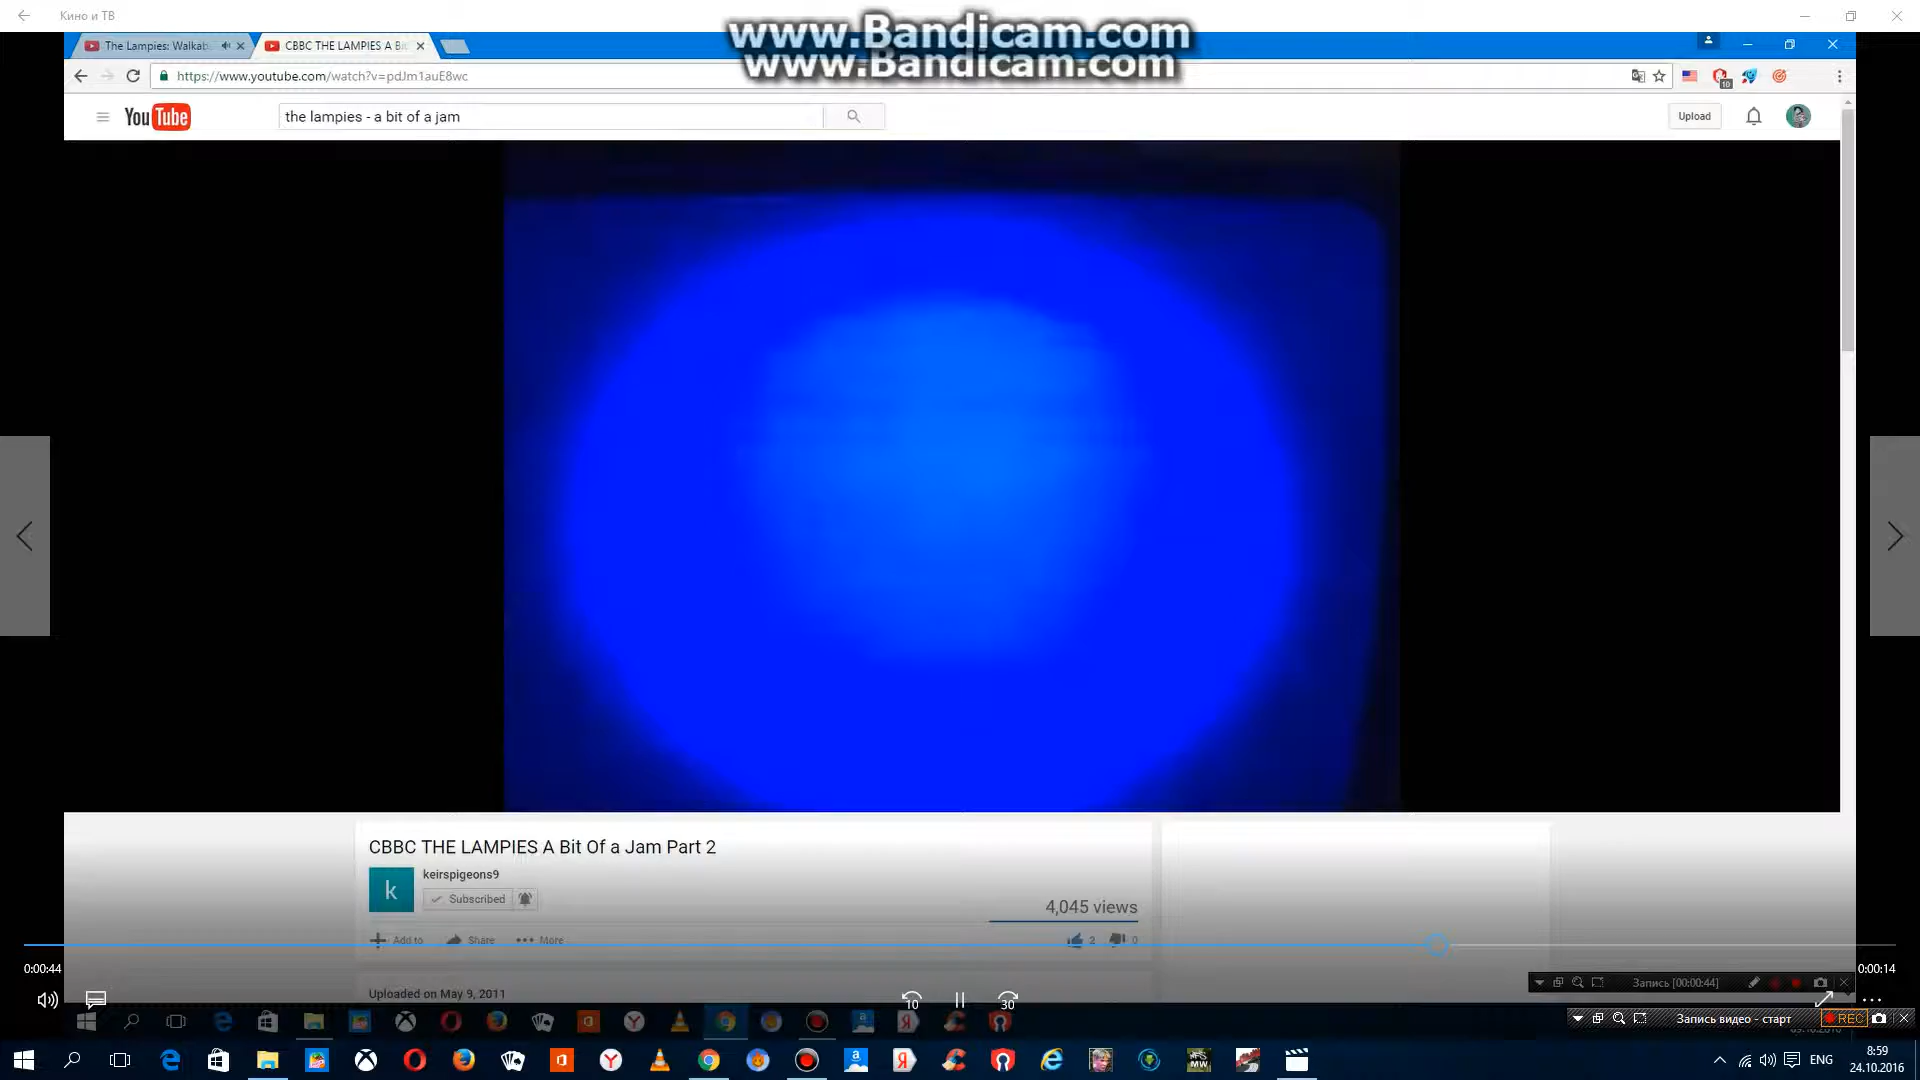 Кино и ТВ
www.Bandicam.com
www.Bandicam.com
The Lampies: Walkab
CBBC THE LAMPIES A Bi
https://www.youtube.com/watch?v=pdJm1auE8wc
10
YouTube
the lampies - a bit of a jam
Upload
CBBC THE LAMPIES A Bit Of a Jam Part 2
k
keirspigeons9
Subscribed
4,045 views
Add to
Share
More
2
0
0:00:44
0:00:14
Uploaded on May 9, 2011
Запись [00:00:44]
10
30
Запись видео - старт
REC
ENG
8:59
24.10.2016